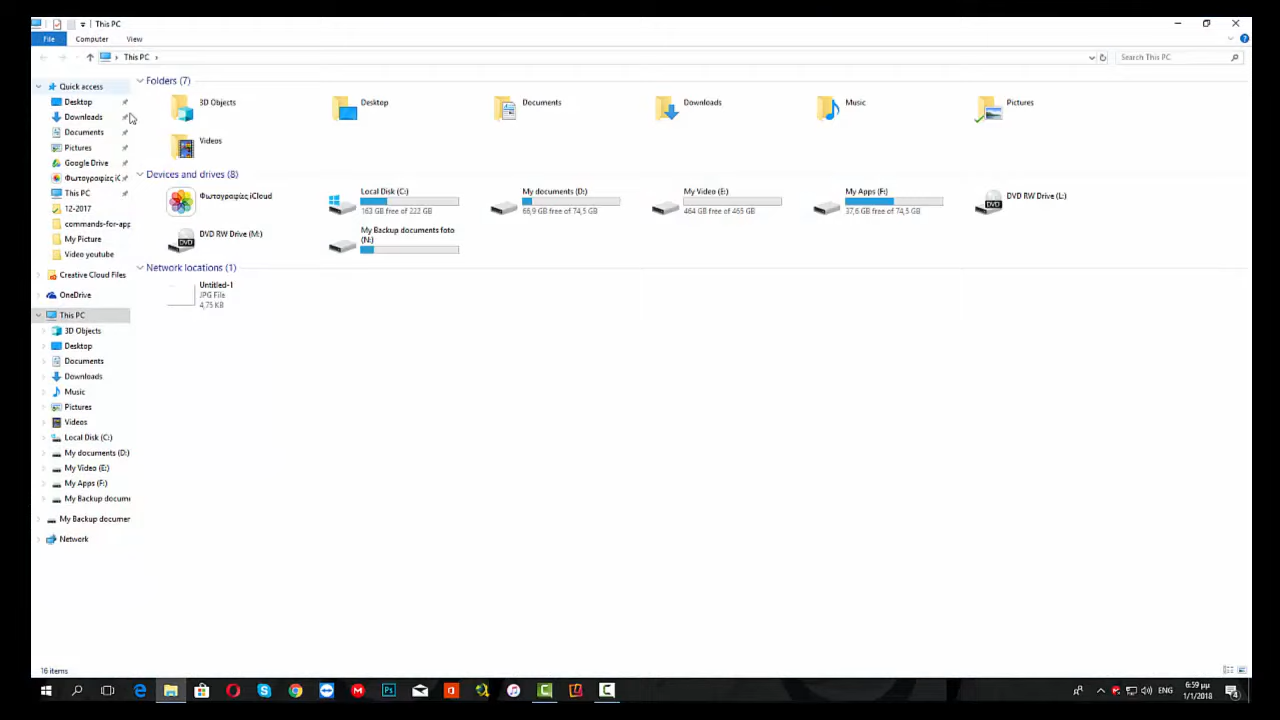 This PC
File Computer View
This PC
Search This PC
Quick access
Desktop
Downloads
Documents
Pictures
Google Drive
Φωτογραφίες iC
This PC
12-2017
commands-for-app
My Picture
Video youtube
Creative Cloud Files
OneDrive
This PC
3D Objects
Desktop
Documents
Downloads
Music
Pictures
Videos
Local Disk (C:)
My documents (D:)
My Video (E:)
My Apps (F:)
My Backup docum
My Backup documer
Network
Folders (7)
3D Objects
Desktop
Documents
Downloads
Music
Pictures
Videos
Devices and drives (8)
Φωτογραφίες iCloud
Local Disk (C:)
163 GB free of 222 GB
My documents (D:)
66,9 GB free of 74,5 GB
My Video (E:)
464 GB free of 465 GB
My Apps (F:)
37,6 GB free of 74,5 GB
DVD RW Drive (L:)
DVD RW Drive (M:)
My Backup documents foto
(N:)
Network locations (1)
Untitled-1
JPG File
4,75 KB
16 items
ENG
6:59 μμ
1/1/2018